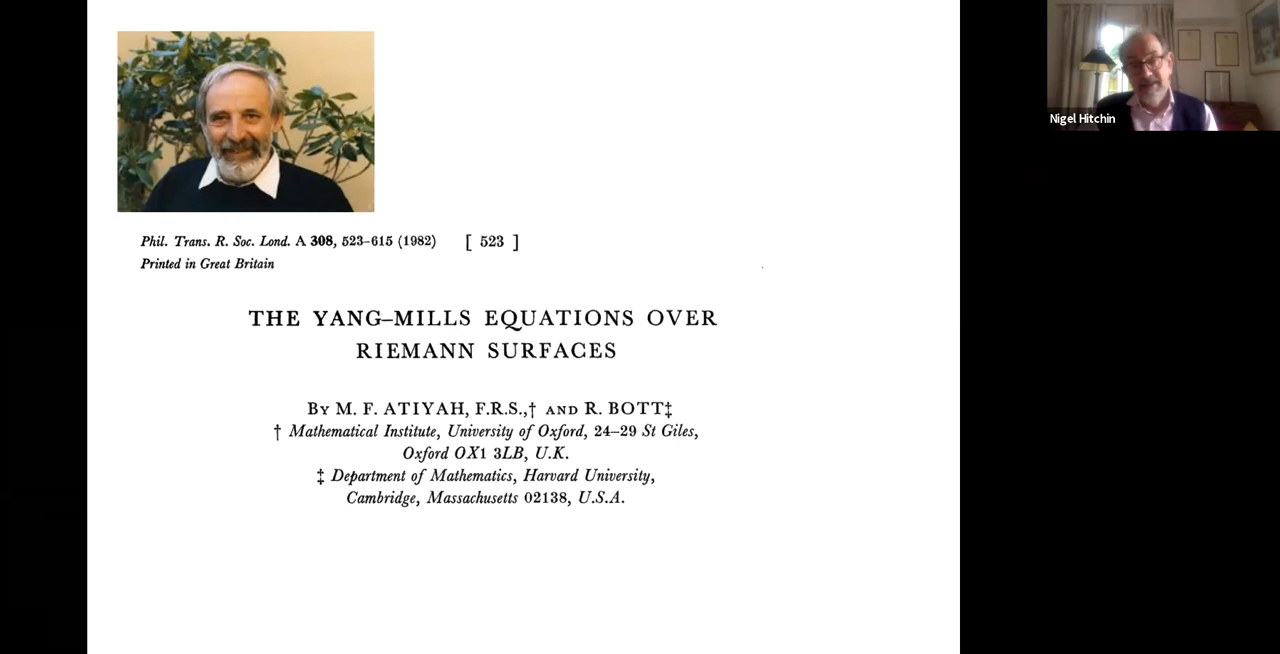 Phil. Trans. R. Soc. Lond. A 308, 523–615 (1982) [ 523 ]
Printed in Great Britain
THE YANG–MILLS EQUATIONS OVER
RIEMANN SURFACES
By M. F. ATIYAH, F.R.S.,† AND R. BOTT‡
† Mathematical Institute, University of Oxford, 24–29 St Giles,
Oxford OX1 3LB, U.K.
‡ Department of Mathematics, Harvard University,
Cambridge, Massachusetts 02138, U.S.A.
Nigel Hitchin